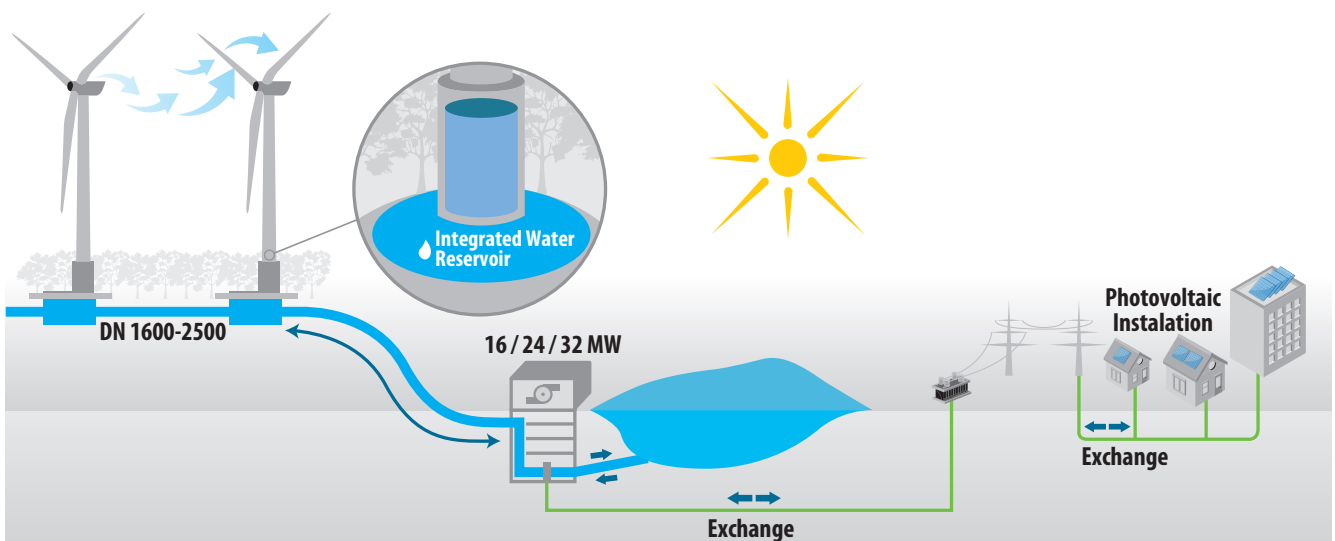 Integrated Water
Reservoir
DN 1600-2500
16 / 24 / 32 MW
Photovoltaic
Instalation
Exchange
Exchange